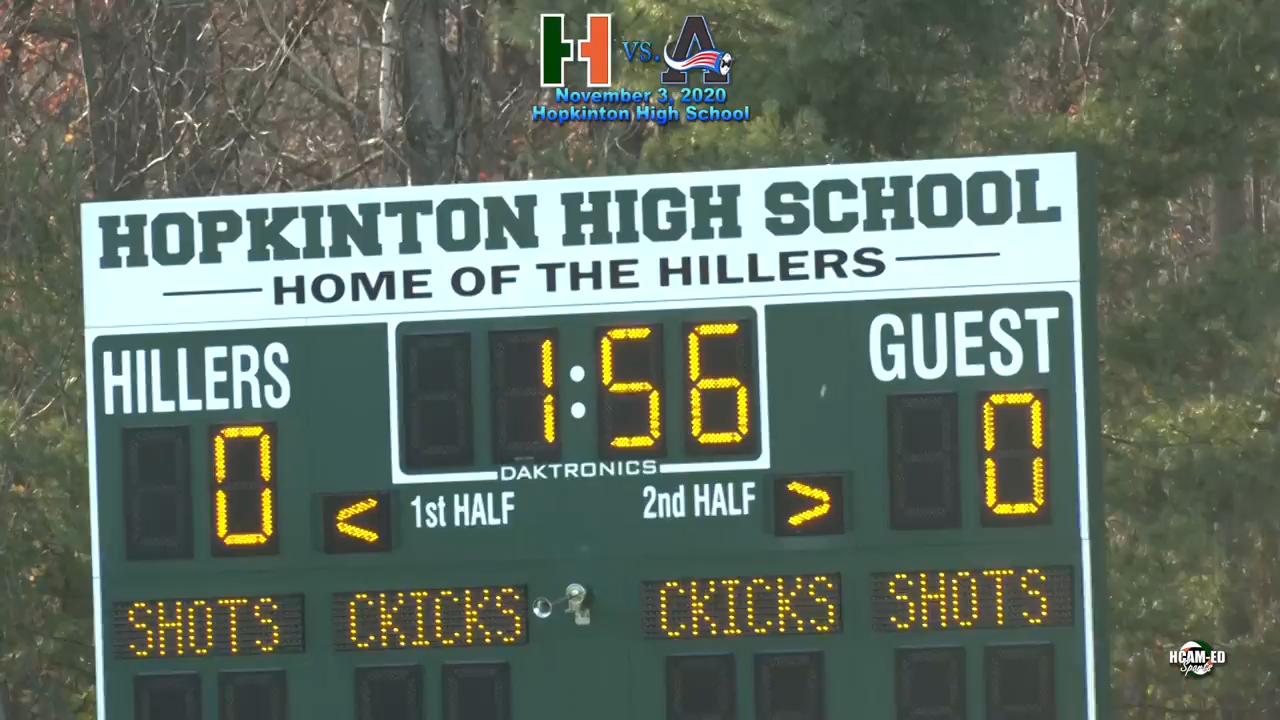 H vs. A
November 3, 2020
Hopkinton High School
HOPKINTON HIGH SCHOOL
HOME OF THE HILLERS
HILLERS
1:56
GUEST
0
0
DAKTRONICS
< 1st HALF
2nd HALF >
SHOTS
CKICKS
CKICKS
SHOTS
HCAM-ED
Sports